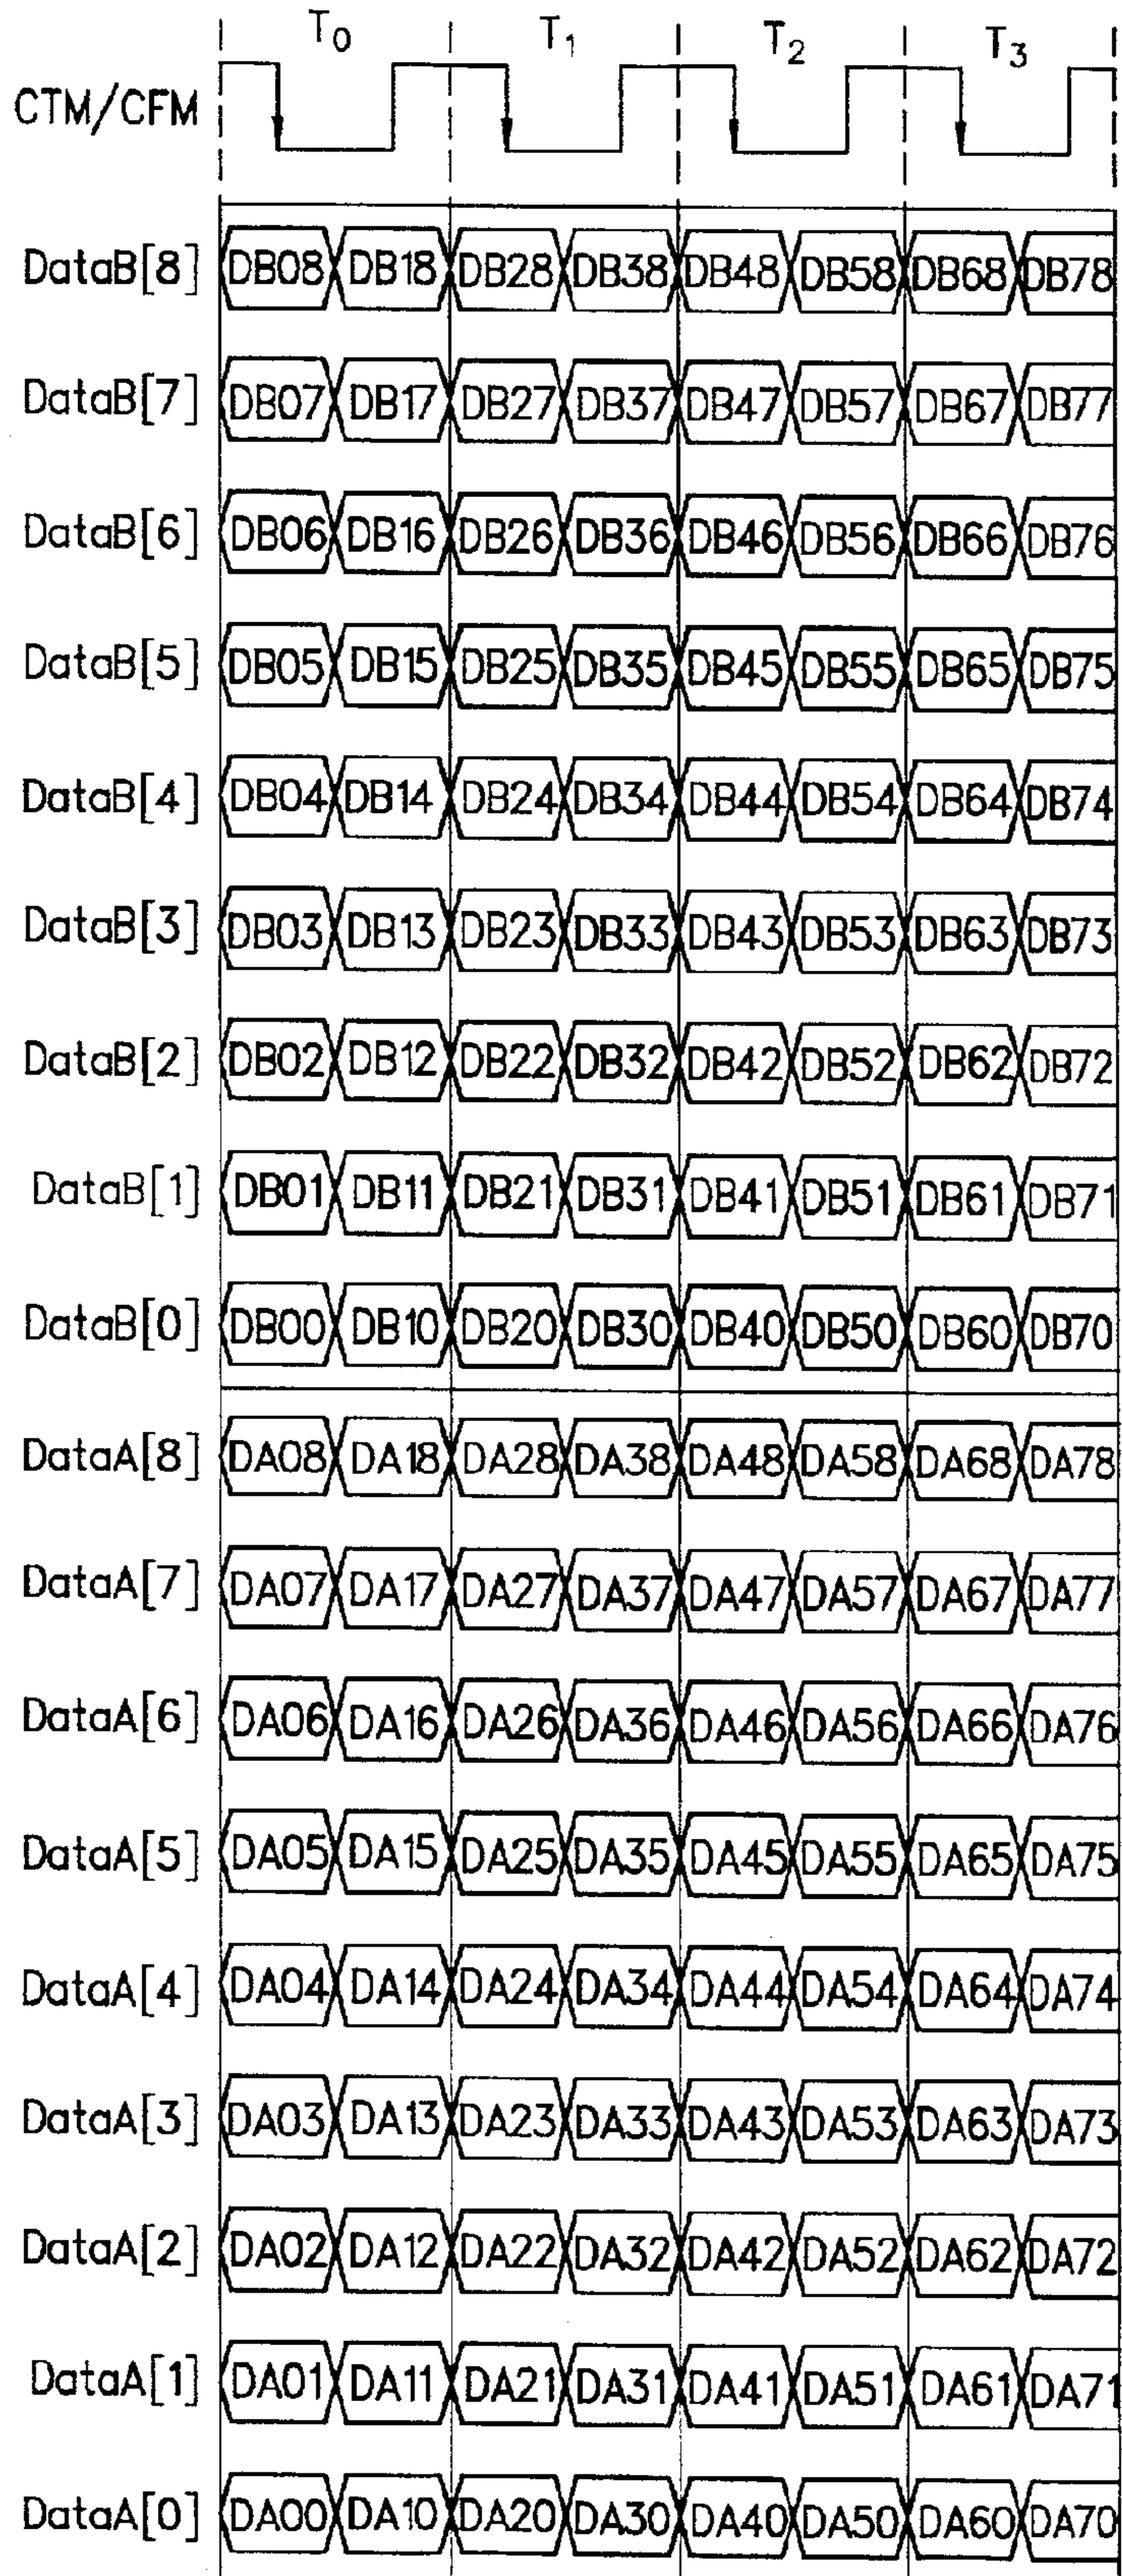 T0 T1 T2 T3
CTM/CFM
DataB[8] DB08 DB18 DB28 DB38 DB48 DB58 DB68 DB78
DataB[7] DB07 DB17 DB27 DB37 DB47 DB57 DB67 DB77
DataB[6] DB06 DB16 DB26 DB36 DB46 DB56 DB66 DB76
DataB[5] DB05 DB15 DB25 DB35 DB45 DB55 DB65 DB75
DataB[4] DB04 DB14 DB24 DB34 DB44 DB54 DB64 DB74
DataB[3] DB03 DB13 DB23 DB33 DB43 DB53 DB63 DB73
DataB[2] DB02 DB12 DB22 DB32 DB42 DB52 DB62 DB72
DataB[1] DB01 DB11 DB21 DB31 DB41 DB51 DB61 DB71
DataB[0] DB00 DB10 DB20 DB30 DB40 DB50 DB60 DB70
DataA[8] DA08 DA18 DA28 DA38 DA48 DA58 DA68 DA78
DataA[7] DA07 DA17 DA27 DA37 DA47 DA57 DA67 DA77
DataA[6] DA06 DA16 DA26 DA36 DA46 DA56 DA66 DA76
DataA[5] DA05 DA15 DA25 DA35 DA45 DA55 DA65 DA75
DataA[4] DA04 DA14 DA24 DA34 DA44 DA54 DA64 DA74
DataA[3] DA03 DA13 DA23 DA33 DA43 DA53 DA63 DA73
DataA[2] DA02 DA12 DA22 DA32 DA42 DA52 DA62 DA72
DataA[1] DA01 DA11 DA21 DA31 DA41 DA51 DA61 DA71
DataA[0] DA00 DA10 DA20 DA30 DA40 DA50 DA60 DA70